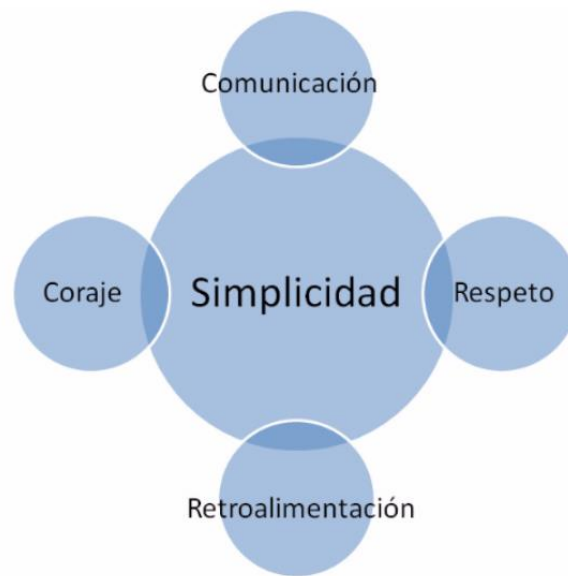 Comunicación
Coraje
Simplicidad
Respeto
Retroalimentación